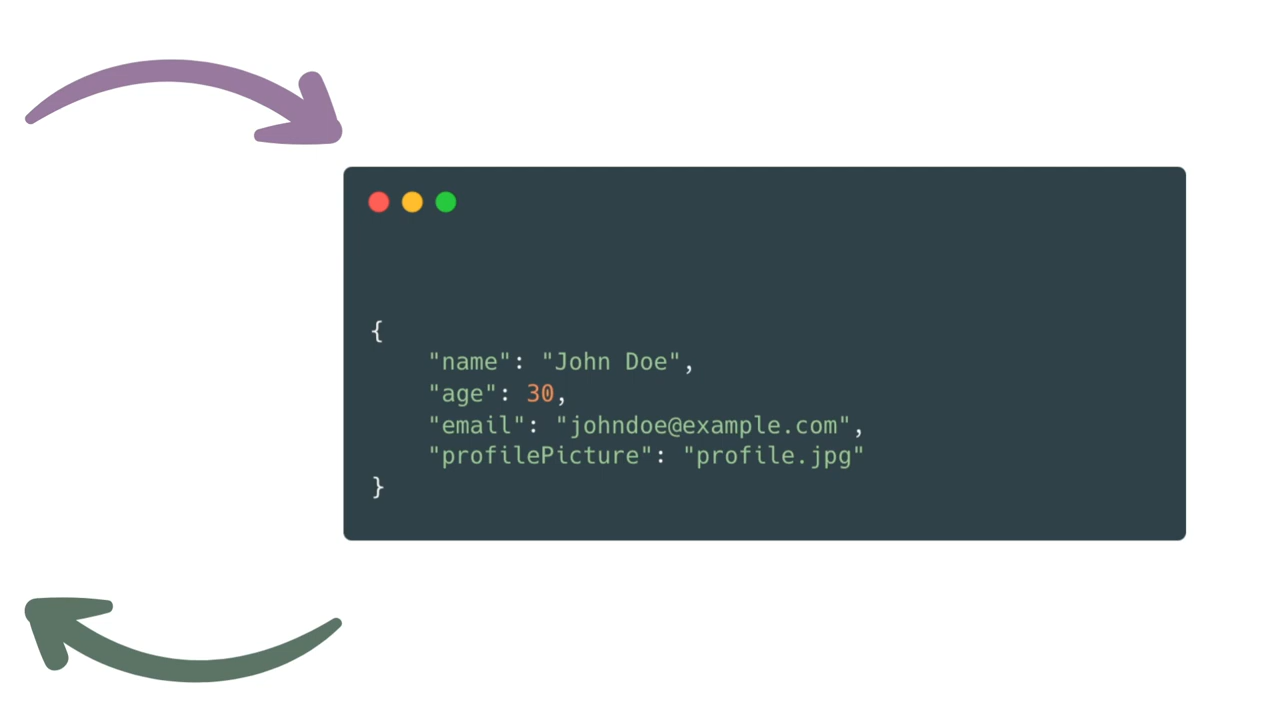 {
    "name": "John Doe",
    "age": 30,
    "email": "johndoe@example.com",
    "profilePicture": "profile.jpg"
}